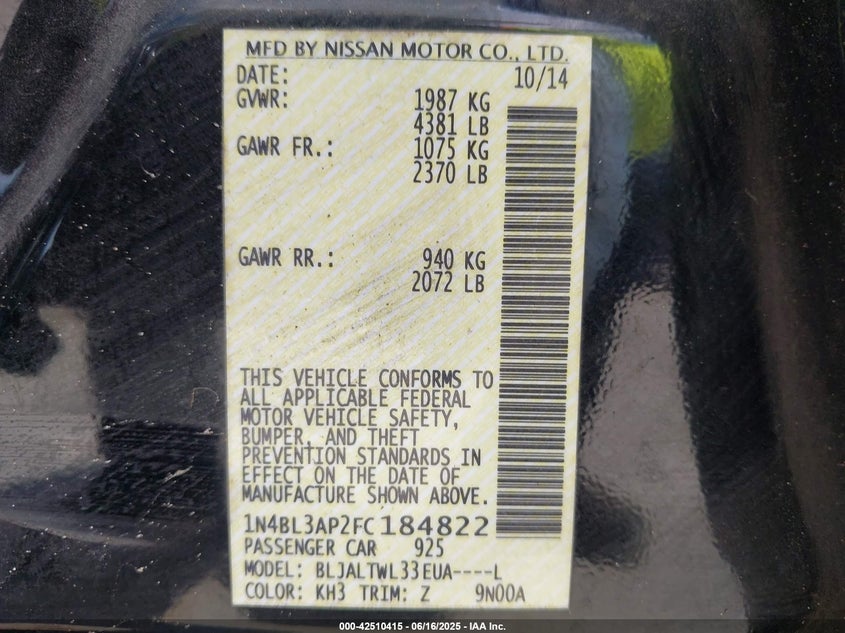 MFD BY NISSAN MOTOR CO., LTD.
DATE: 10/14
GVWR: 1987 KG
4381 LB
GAWR FR.: 1075 KG
2370 LB
GAWR RR.: 940 KG
2072 LB
THIS VEHICLE CONFORMS TO
ALL APPLICABLE FEDERAL
MOTOR VEHICLE SAFETY,
BUMPER, AND THEFT
PREVENTION STANDARDS IN
EFFECT ON THE DATE OF
MANUFACTURE SHOWN ABOVE.
1N4BL3AP2FC184822
PASSENGER CAR 925
MODEL: BLJALTWL33EUA----L
COLOR: KH3 TRIM: Z 9N00A
000-42510415 - 06/16/2025 - IAA Inc.